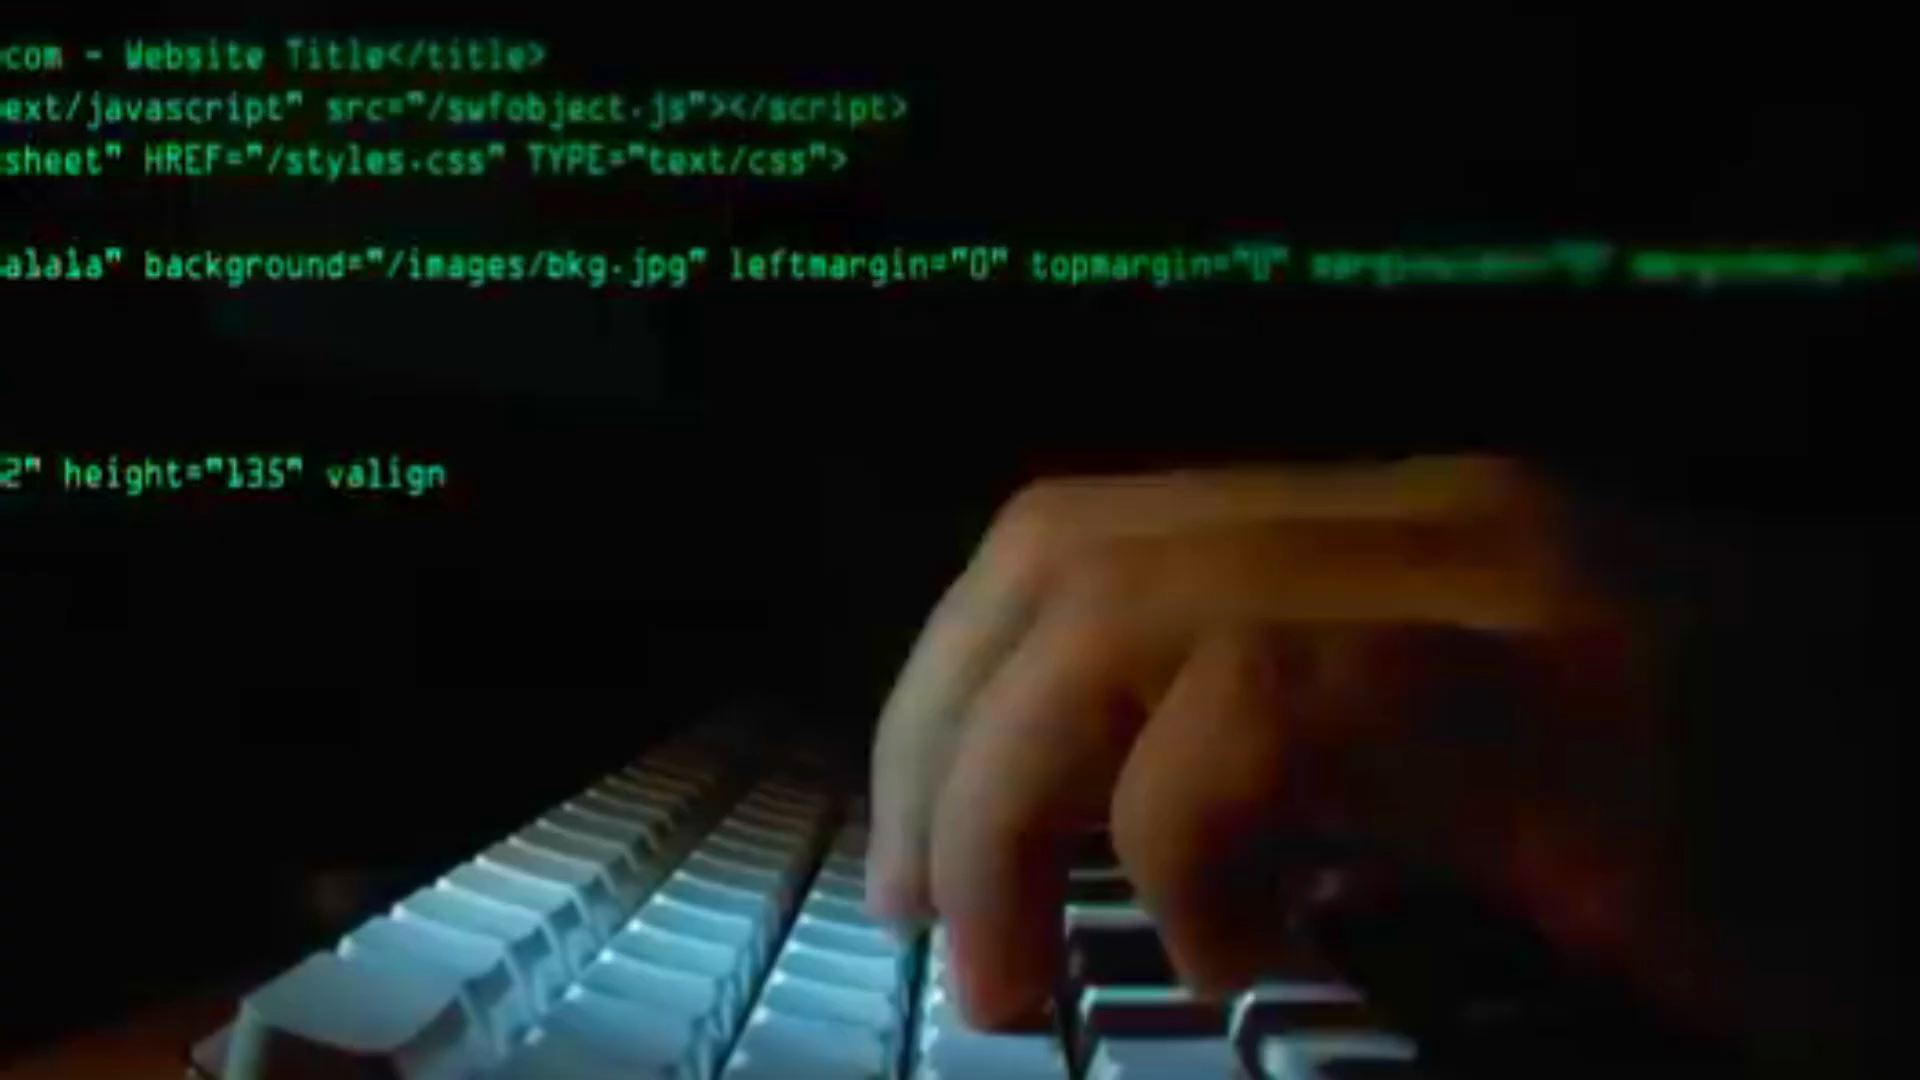 com - Website Title</title>
ext/javascript" src="/swfobject.js"></script>
sheet" HREF="/styles.css" TYPE="text/css">
alala" background="/images/bkg.jpg" leftmargin="0" topmargin="0"
2" height="135" valign